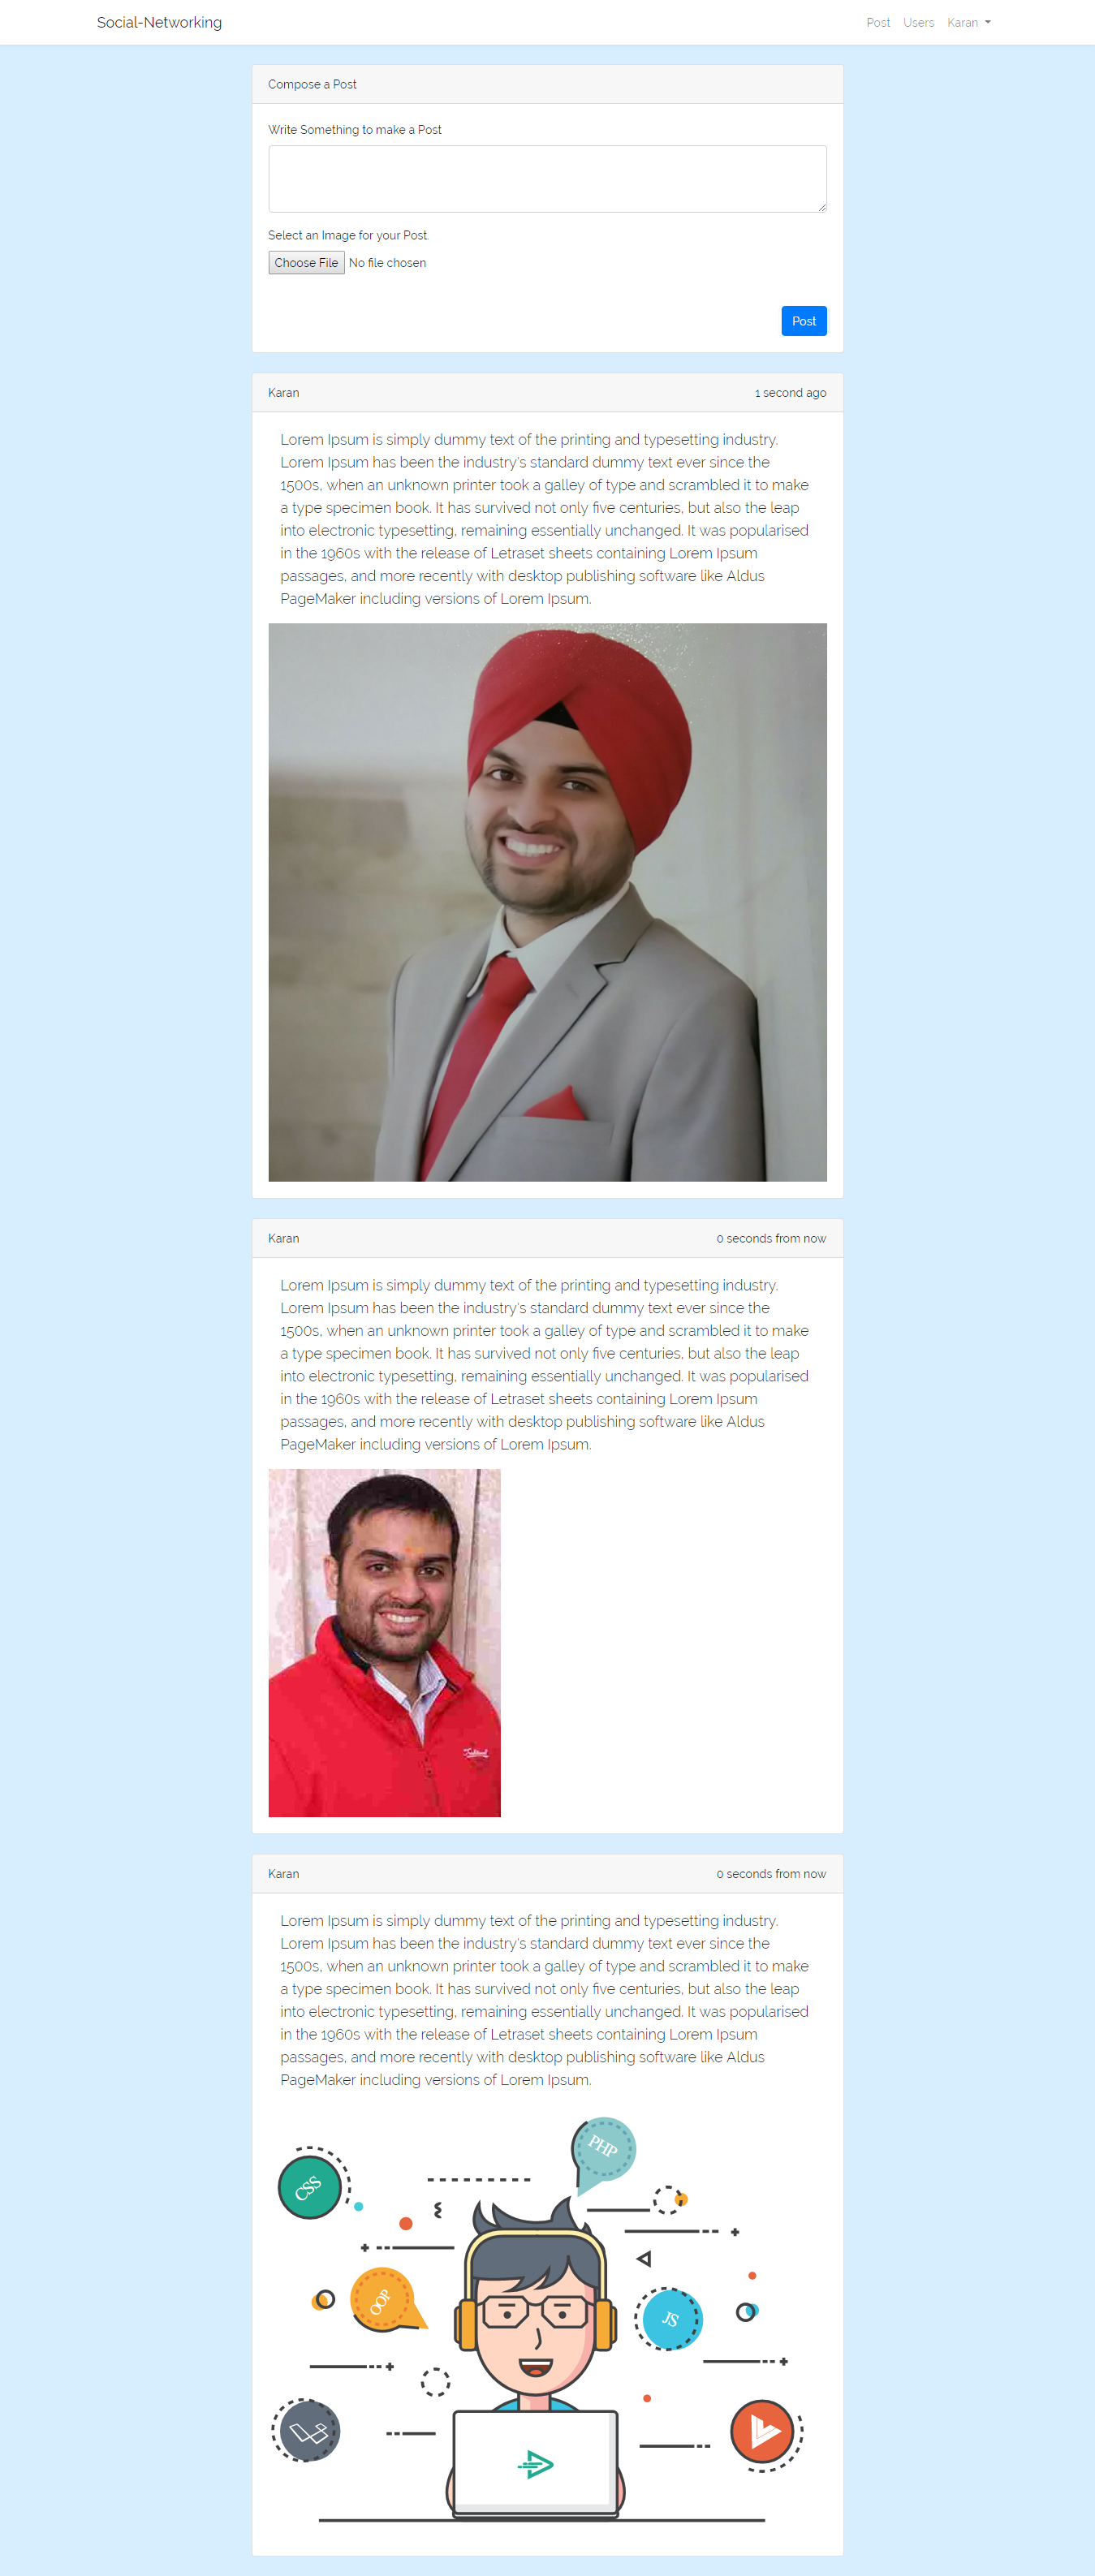 Social-Networking
Post Users Karan
Compose a Post
Write Something to make a Post
Select an Image for your Post.
Choose File No file chosen
Post
Karan 1 second ago
Lorem Ipsum is simply dummy text of the printing and typesetting industry.
Lorem Ipsum has been the industry's standard dummy text ever since the
1500s, when an unknown printer took a galley of type and scrambled it to make
a type specimen book. It has survived not only five centuries, but also the leap
into electronic typesetting, remaining essentially unchanged. It was popularised
in the 1960s with the release of Letraset sheets containing Lorem Ipsum
passages, and more recently with desktop publishing software like Aldus
PageMaker including versions of Lorem Ipsum.
Karan 0 seconds from now
Lorem Ipsum is simply dummy text of the printing and typesetting industry.
Lorem Ipsum has been the industry's standard dummy text ever since the
1500s, when an unknown printer took a galley of type and scrambled it to make
a type specimen book. It has survived not only five centuries, but also the leap
into electronic typesetting, remaining essentially unchanged. It was popularised
in the 1960s with the release of Letraset sheets containing Lorem Ipsum
passages, and more recently with desktop publishing software like Aldus
PageMaker including versions of Lorem Ipsum.
Karan 0 seconds from now
Lorem Ipsum is simply dummy text of the printing and typesetting industry.
Lorem Ipsum has been the industry's standard dummy text ever since the
1500s, when an unknown printer took a galley of type and scrambled it to make
a type specimen book. It has survived not only five centuries, but also the leap
into electronic typesetting, remaining essentially unchanged. It was popularised
in the 1960s with the release of Letraset sheets containing Lorem Ipsum
passages, and more recently with desktop publishing software like Aldus
PageMaker including versions of Lorem Ipsum.
PHP
CSS
OOP
JS